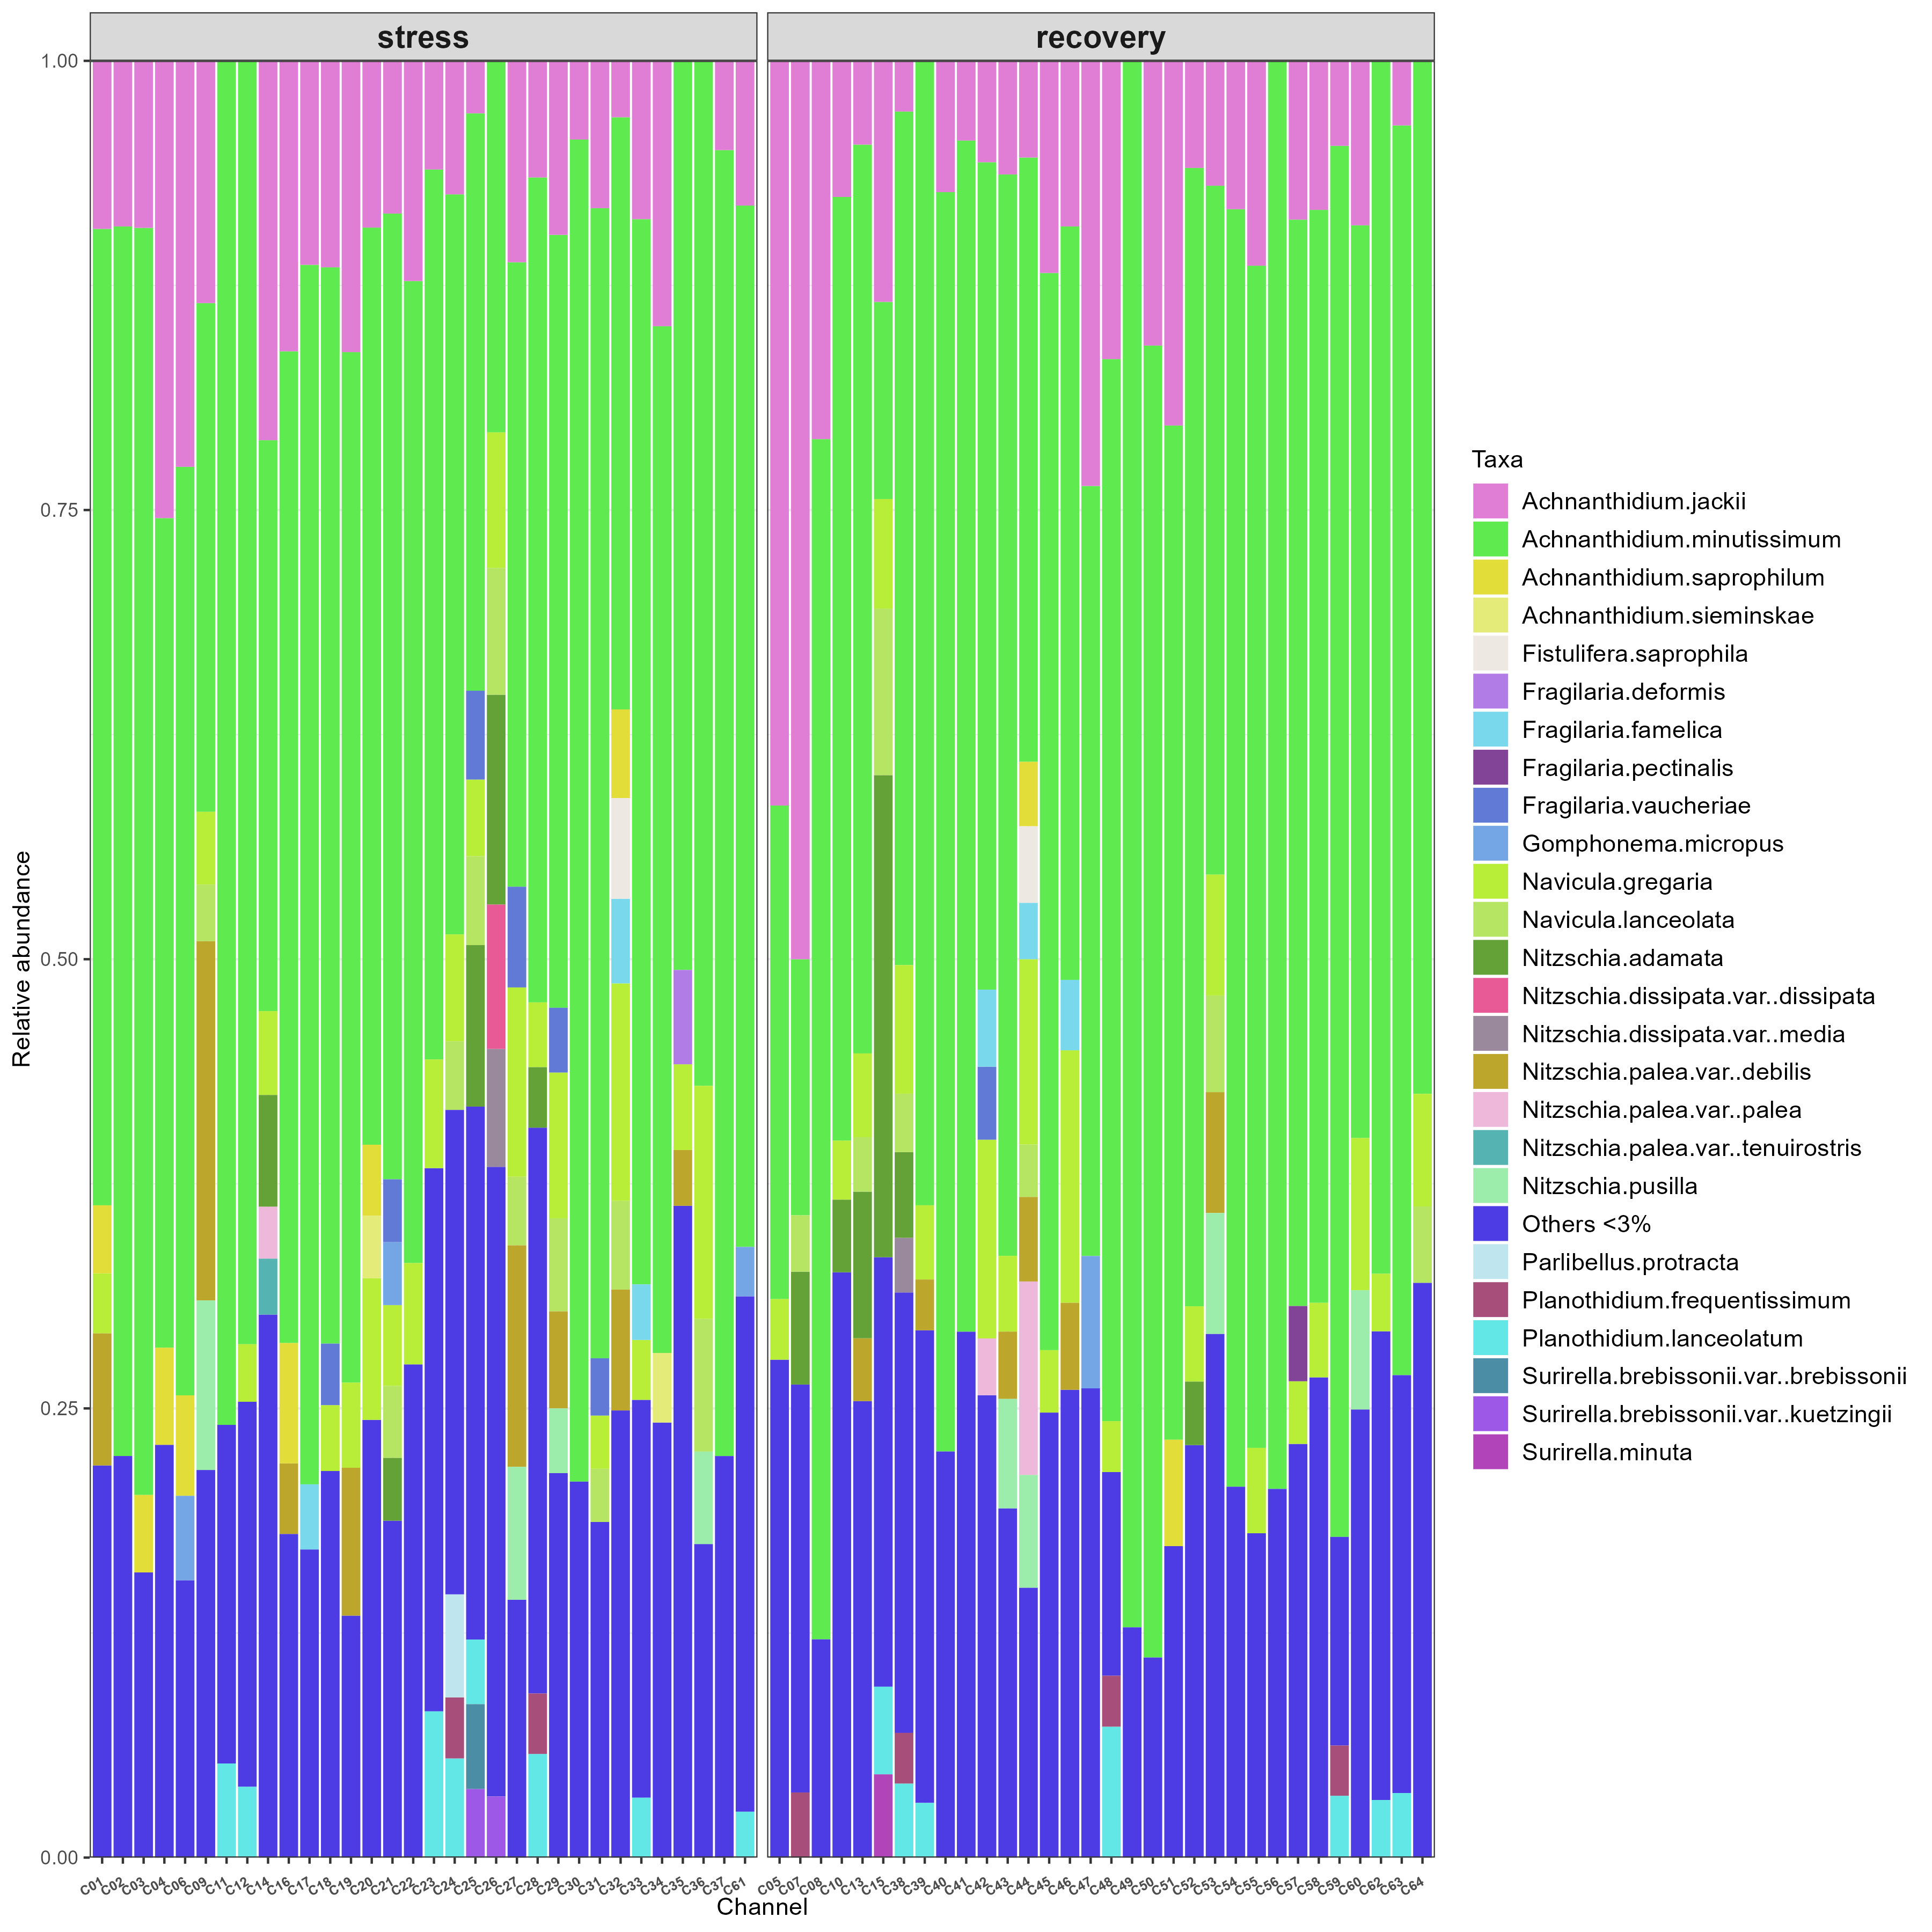 stress
recovery
1.00
0.75
0.50
0.25
0.00
Relative abundance
C01 C02 C03 C04 C06 C09 C11 C12 C14 C16 C17 C18 C19 C20 C21 C22 C23 C24 C25 C26 C27 C28 C29 C30 C31 C32 C33 C34 C35 C36 C37 C61
C05 C07 C08 C10 C13 C15 C38 C39 C40 C41 C42 C43 C44 C45 C46 C47 C48 C49 C50 C51 C52 C53 C54 C55 C56 C57 C58 C59 C60 C62 C63 C64
Channel
Taxa
Achnanthidium.jackii
Achnanthidium.minutissimum
Achnanthidium.saprophilum
Achnanthidium.sieminskae
Fistulifera.saprophila
Fragilaria.deformis
Fragilaria.famelica
Fragilaria.pectinalis
Fragilaria.vaucheriae
Gomphonema.micropus
Navicula.gregaria
Navicula.lanceolata
Nitzschia.adamata
Nitzschia.dissipata.var..dissipata
Nitzschia.dissipata.var..media
Nitzschia.palea.var..debilis
Nitzschia.palea.var..palea
Nitzschia.palea.var..tenuirostris
Nitzschia.pusilla
Others <3%
Parlibellus.protracta
Planothidium.frequentissimum
Planothidium.lanceolatum
Surirella.brebissonii.var..brebissonii
Surirella.brebissonii.var..kuetzingii
Surirella.minuta